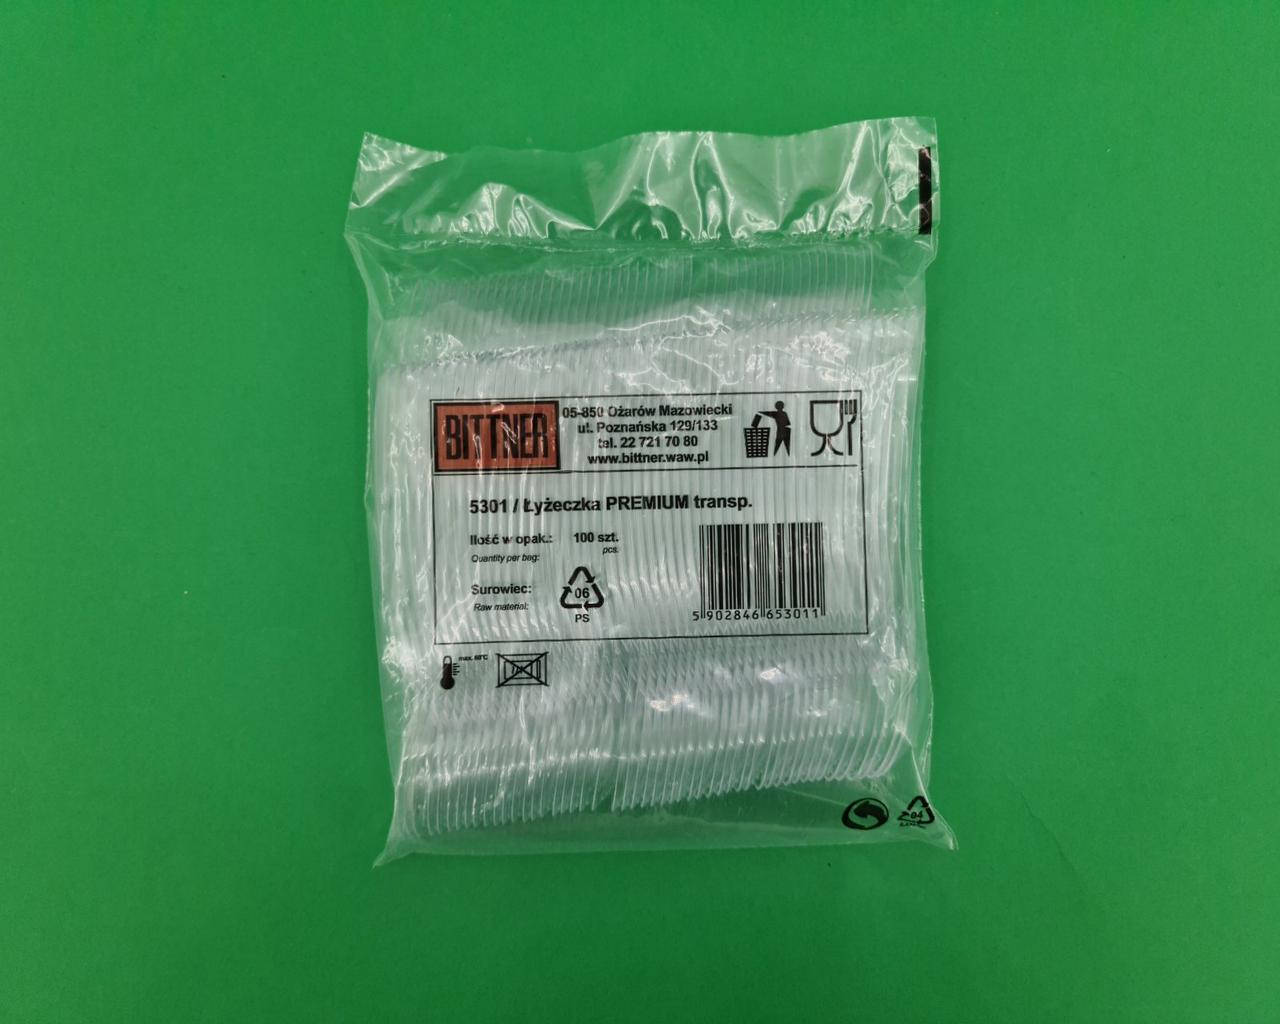 BITTNER
05-850 Ożarów Mazowiecki
ul. Poznańska 129/133
tel. 22 721 70 80
www.bittner.waw.pl
5301 / Łyżeczka PREMIUM transp.
Ilość w opak.: 100 szt.
Quantity per bag: pcs.
Surowiec:
Raw material:
06
PS
5 902846 653011
max. 60°C
04